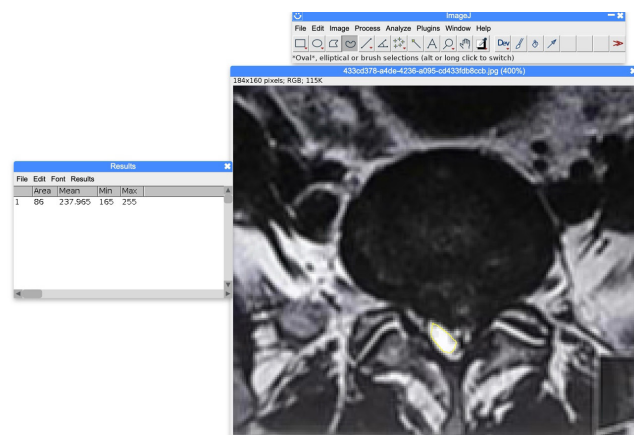 ImageJ
File Edit Image Process Analyze Plugins Window Help
Dev
*Oval*, elliptical or brush selections (alt or long click to switch)
433cd378-a4de-4236-a095-cd433fdb8ccb.jpg (400%)
184x160 pixels; RGB; 115K
Results
File Edit Font Results
Area Mean Min Max
1 86 237.965 165 255